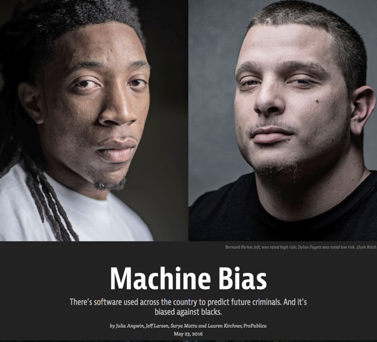 Bernard Parker, left, was rated high risk; Dylan Fugett was rated low risk. (Josh Ritchie
Machine Bias
There's software used across the country to predict future criminals. And it's
biased against blacks.
by Julia Angwin, Jeff Larson, Surya Mattu and Lauren Kirchner, ProPublica
May 23, 2016